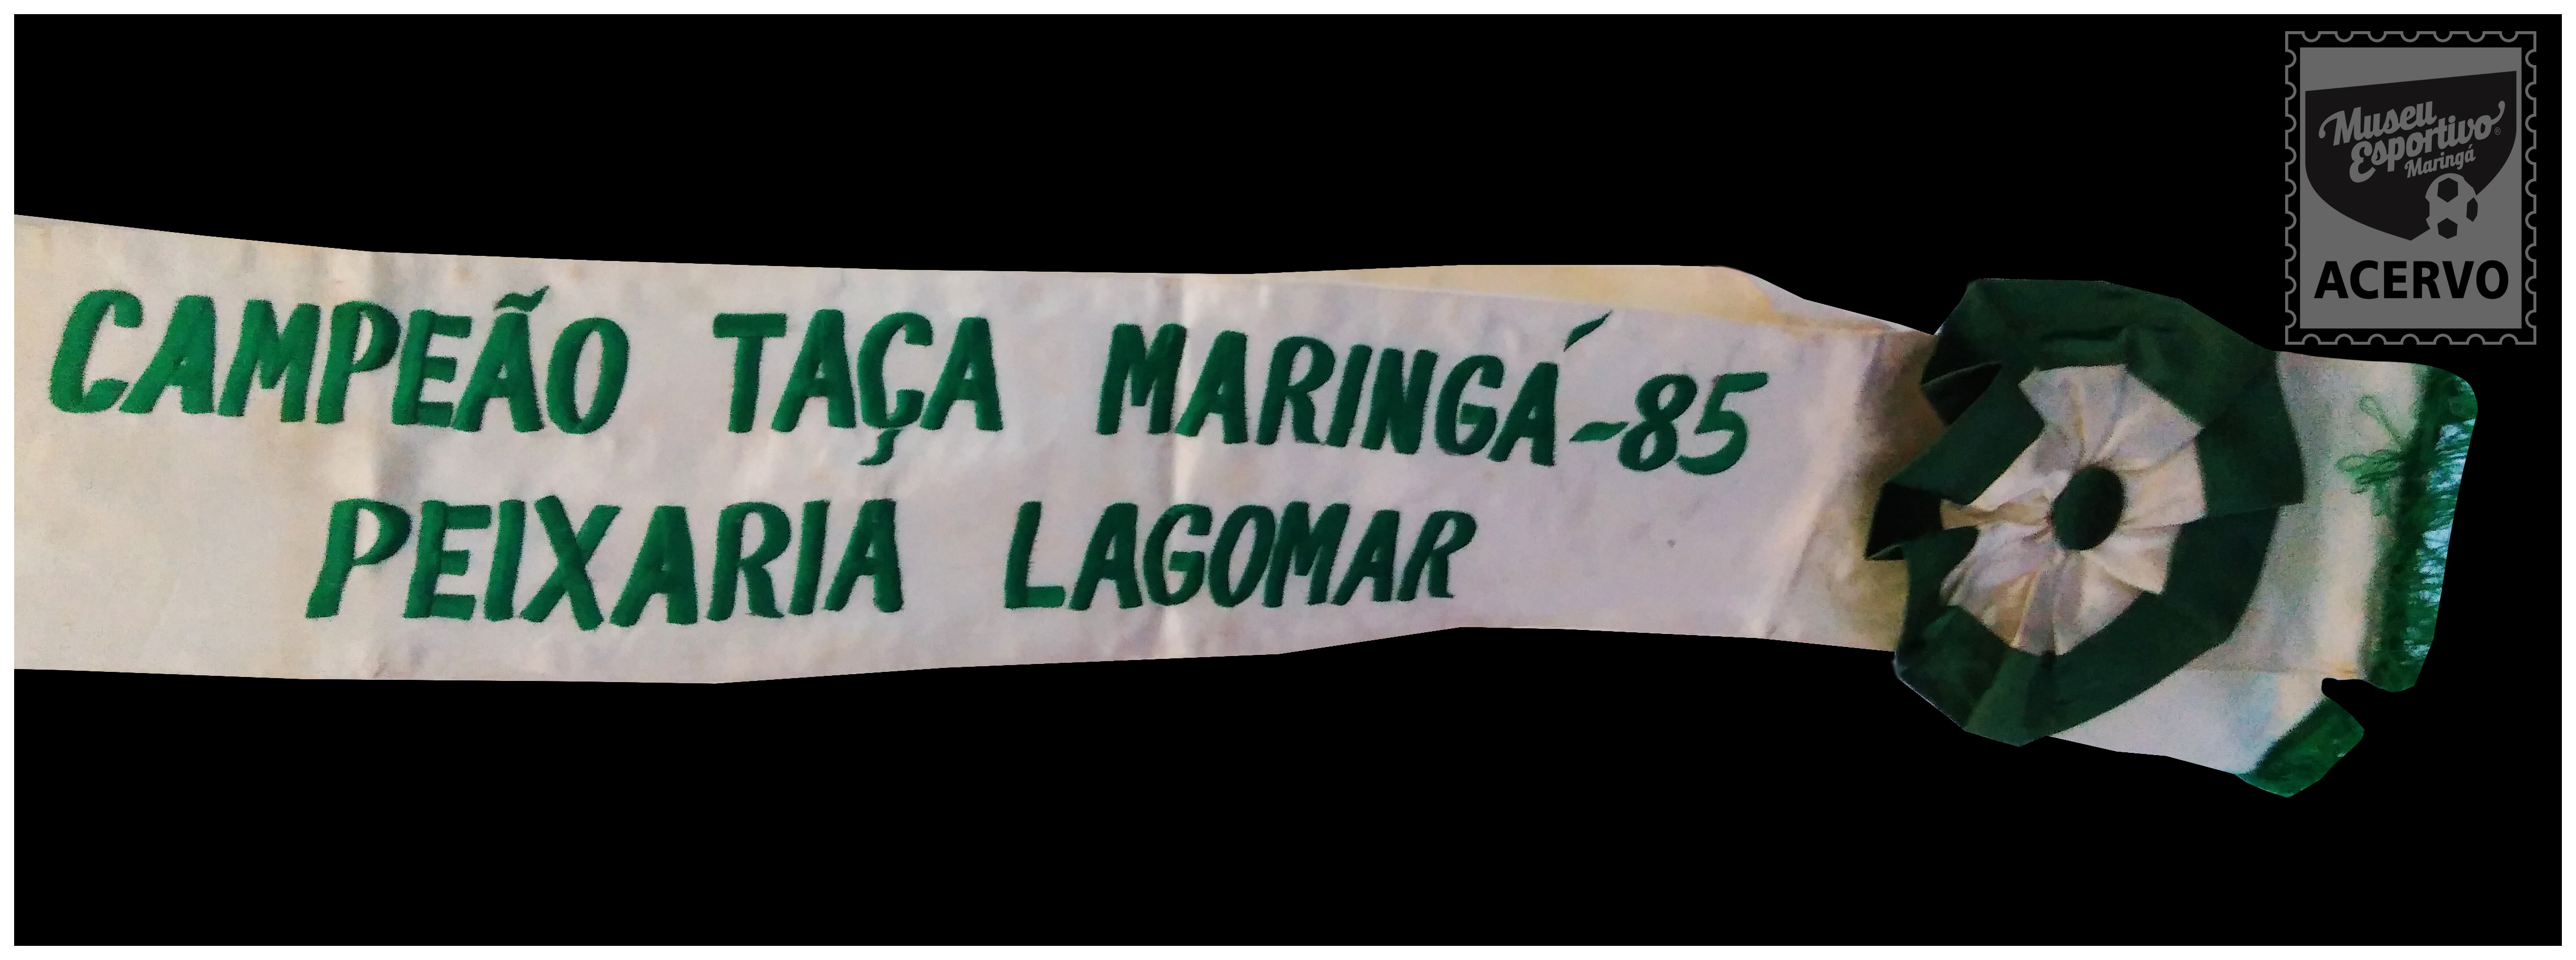 CAMPEÃO TAÇA MARINGÁ-85
PEIXARIA LAGOMAR
Museu
Esportivo®
Maringá
ACERVO